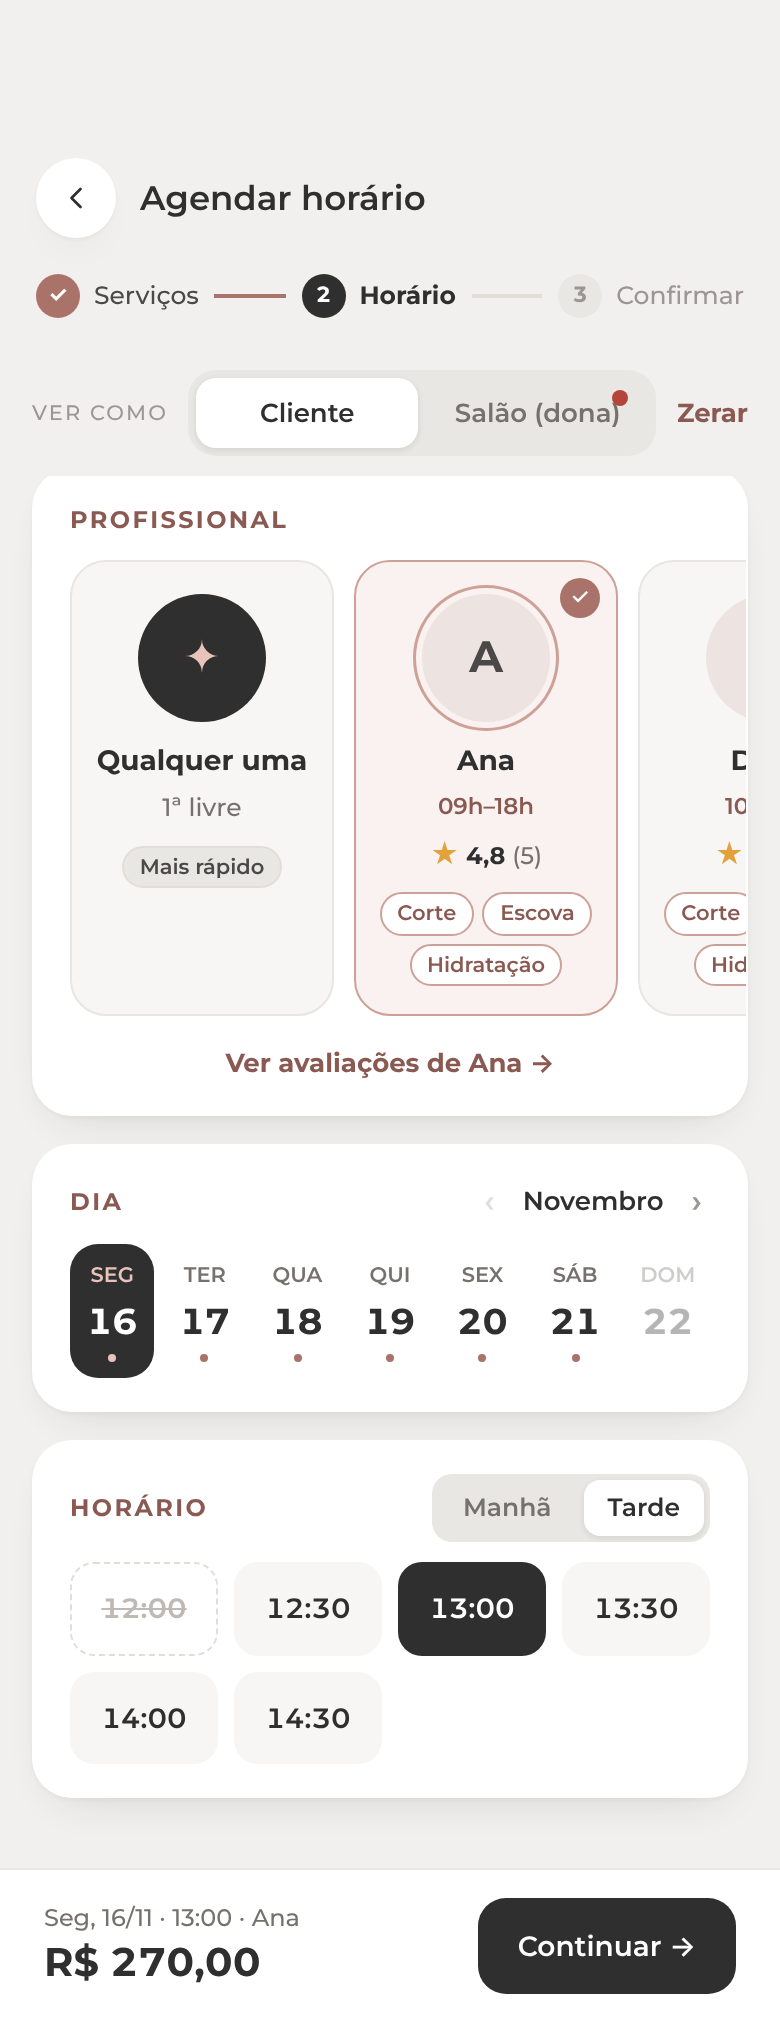 Agendar horário
Serviços 2 Horário 3 Confirmar
VER COMO Cliente Salão (dona) Zerar
PROFISSIONAL
A
Qualquer uma Ana D
1ª livre 09h–18h 10
Mais rápido ★ 4,8 (5) ★
Corte Escova Corte
Hidratação Hid
Ver avaliações de Ana →
DIA ‹ Novembro ›
SEG TER QUA QUI SEX SÁB DOM
16 17 18 19 20 21 22
HORÁRIO Manhã Tarde
12:00 12:30 13:00 13:30
14:00 14:30
Seg, 16/11 · 13:00 · Ana
R$ 270,00
Continuar →